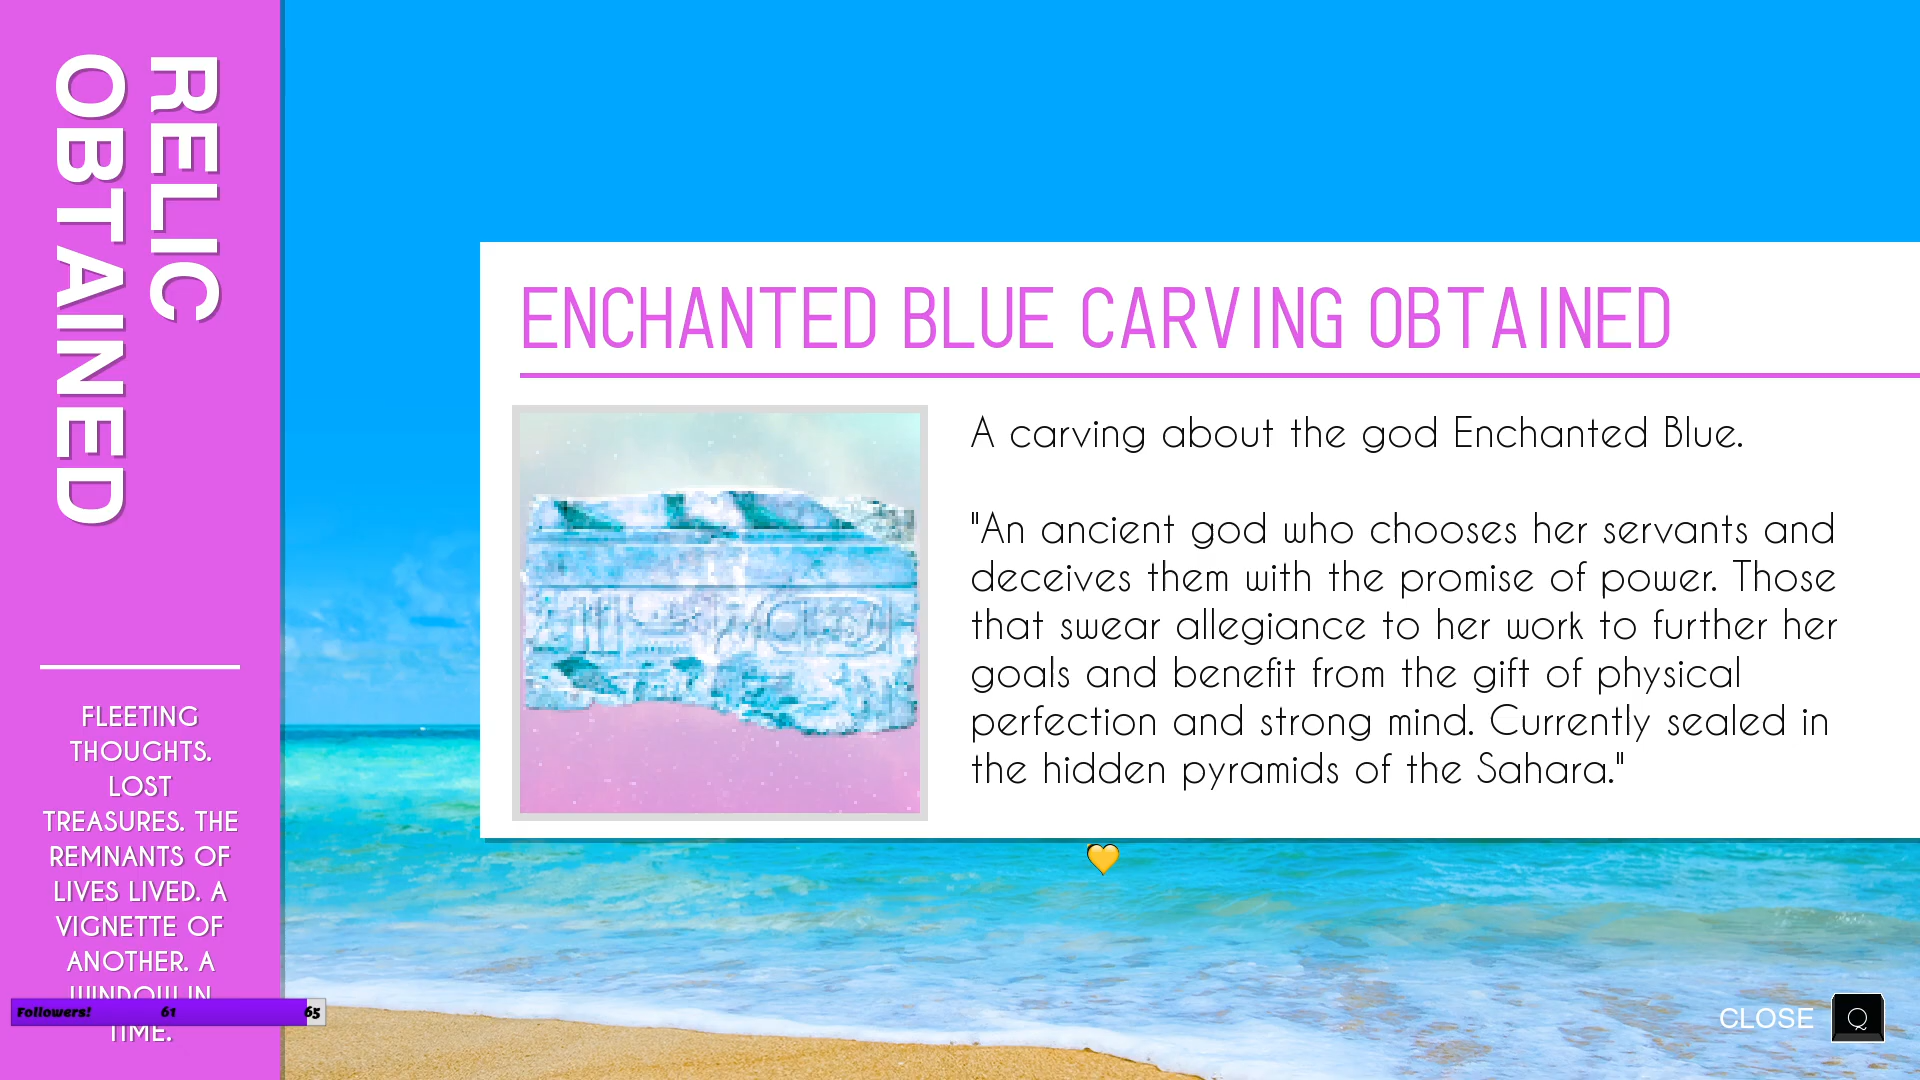 RELIC
OBTAINED
FLEETING
THOUGHTS.
LOST
TREASURES. THE
REMNANTS OF
LIVES LIVED. A
VIGNETTE OF
ANOTHER. A
WINDOW IN
TIME.
Followers! 61 65
ENCHANTED BLUE CARVING OBTAINED
A carving about the god Enchanted Blue.
"An ancient god who chooses her servants and
deceives them with the promise of power. Those
that swear allegiance to her work to further her
goals and benefit from the gift of physical
perfection and strong mind. Currently sealed in
the hidden pyramids of the Sahara."
CLOSE Q